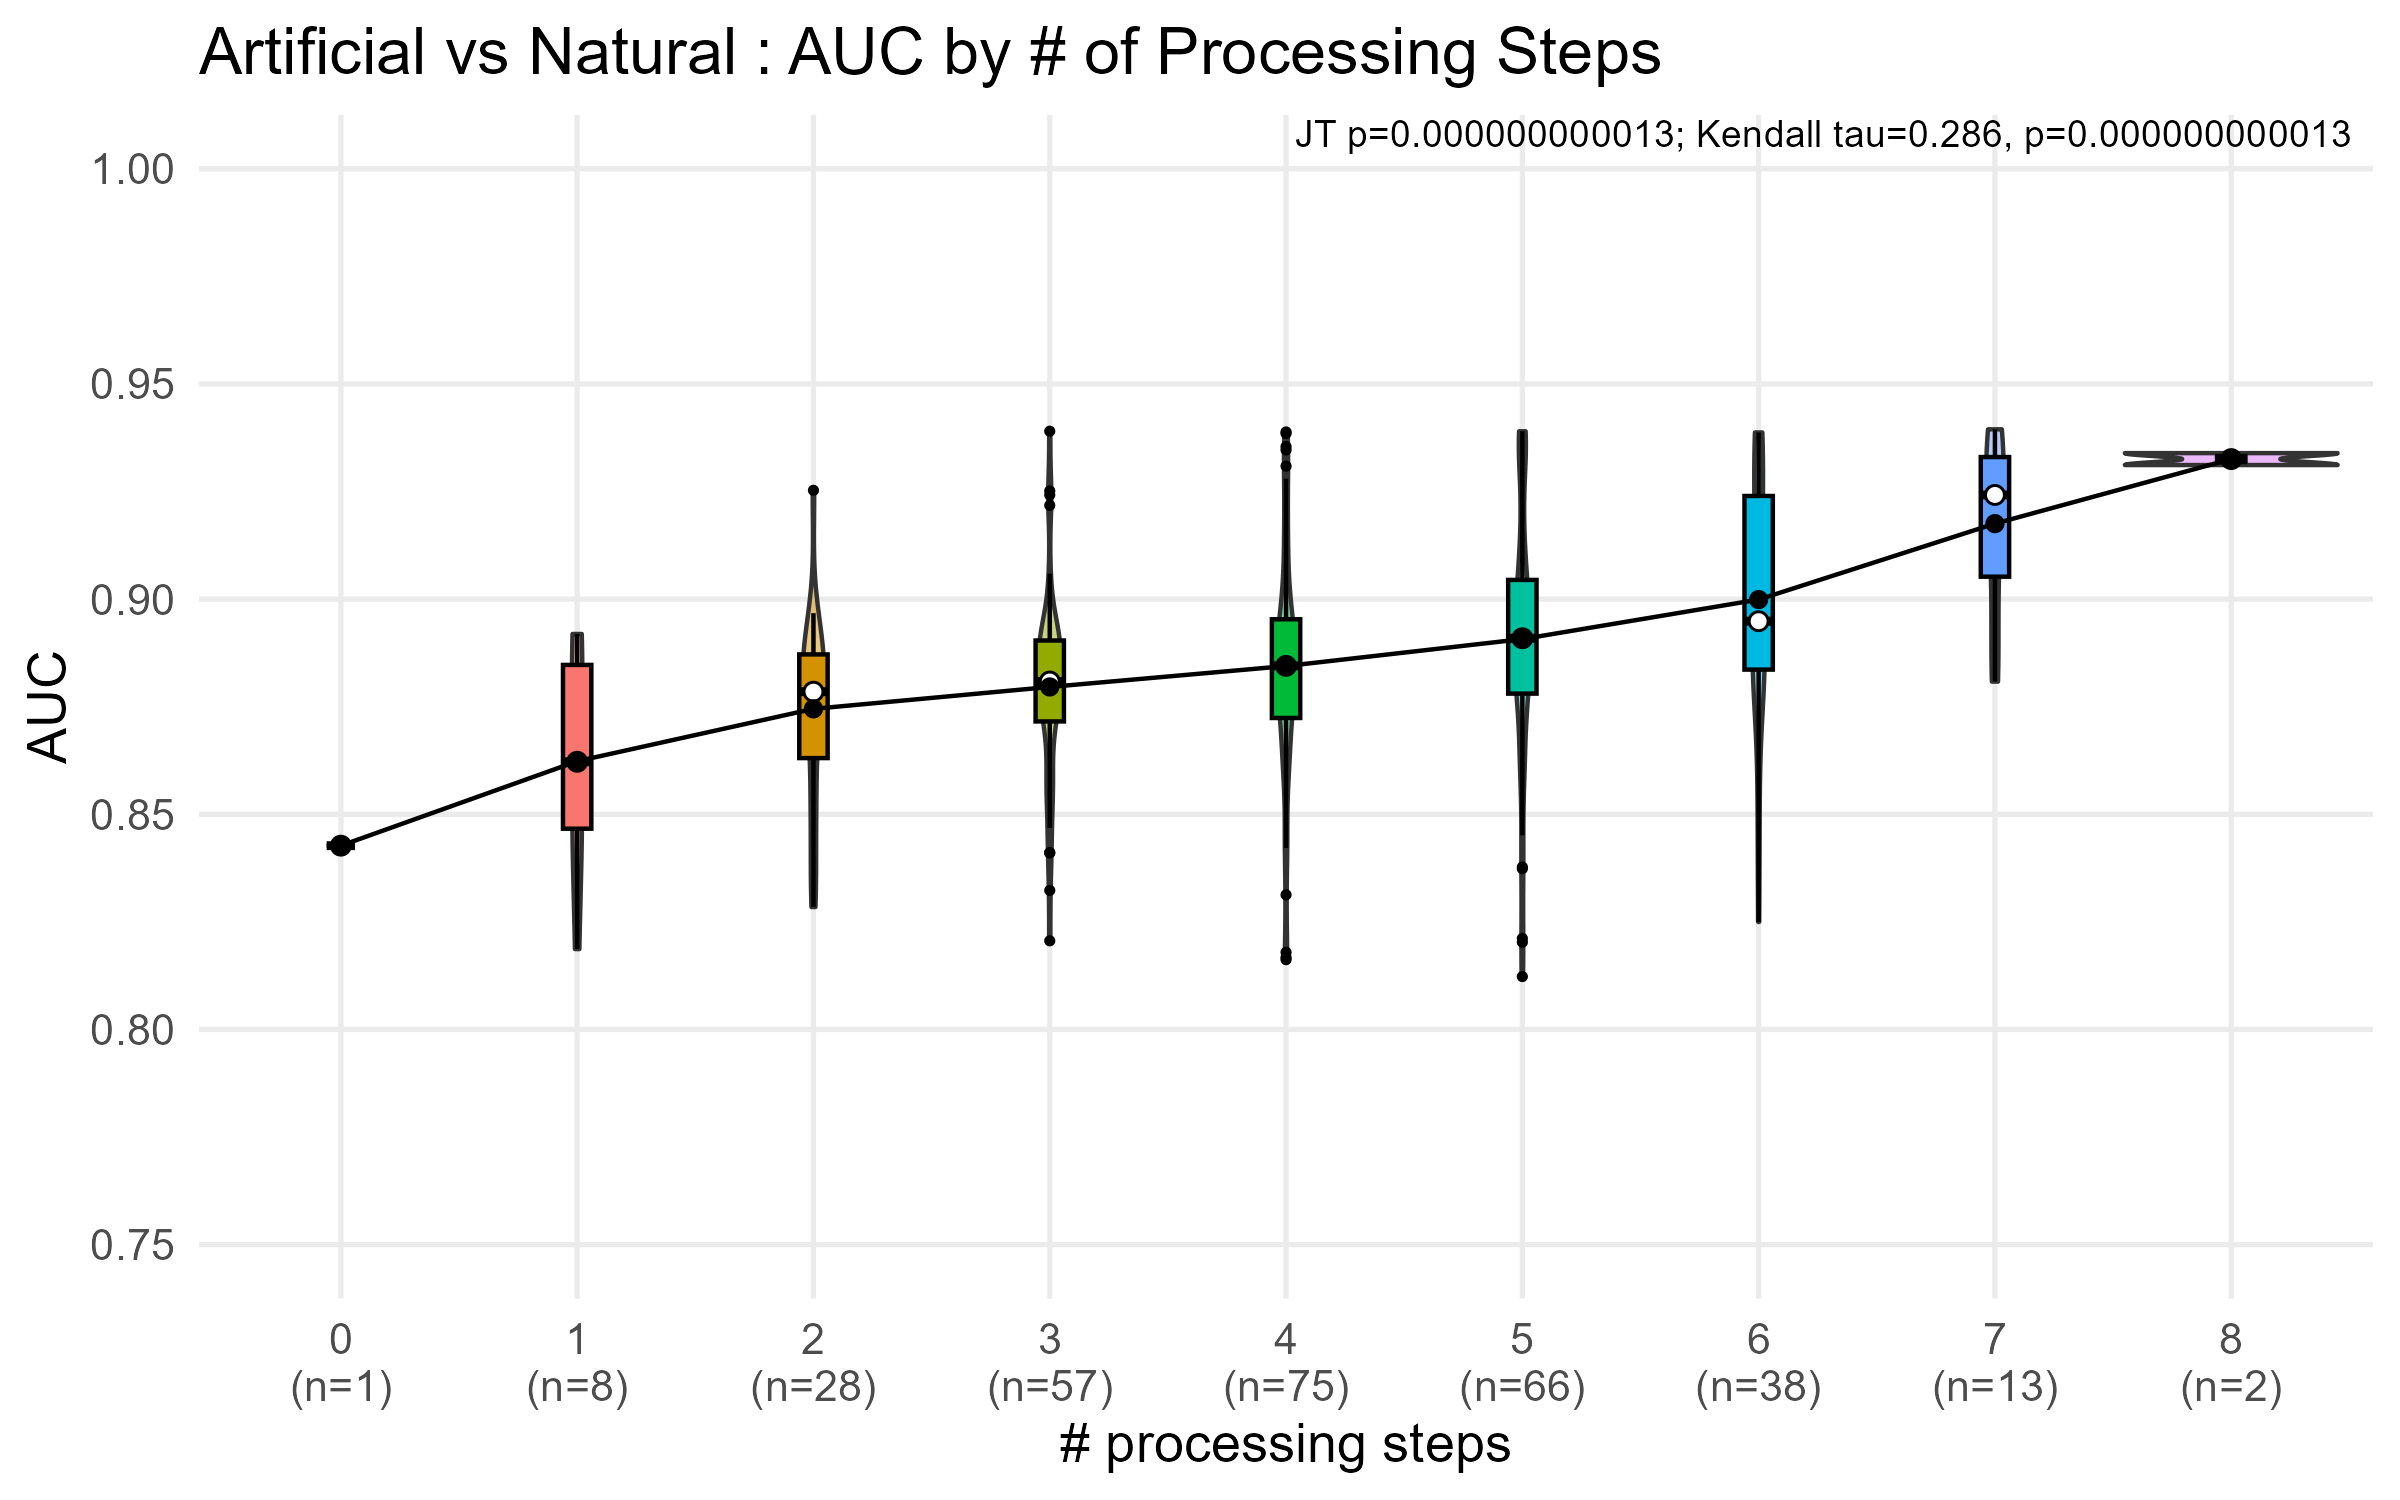 Artificial vs Natural : AUC by # of Processing Steps
JT p=0.000000000013; Kendall tau=0.286, p=0.000000000013
AUC
1.00
0.95
0.90
0.85
0.80
0.75
0 1 2 3 4 5 6 7 8
(n=1) (n=8) (n=28) (n=57) (n=75) (n=66) (n=38) (n=13) (n=2)
# processing steps